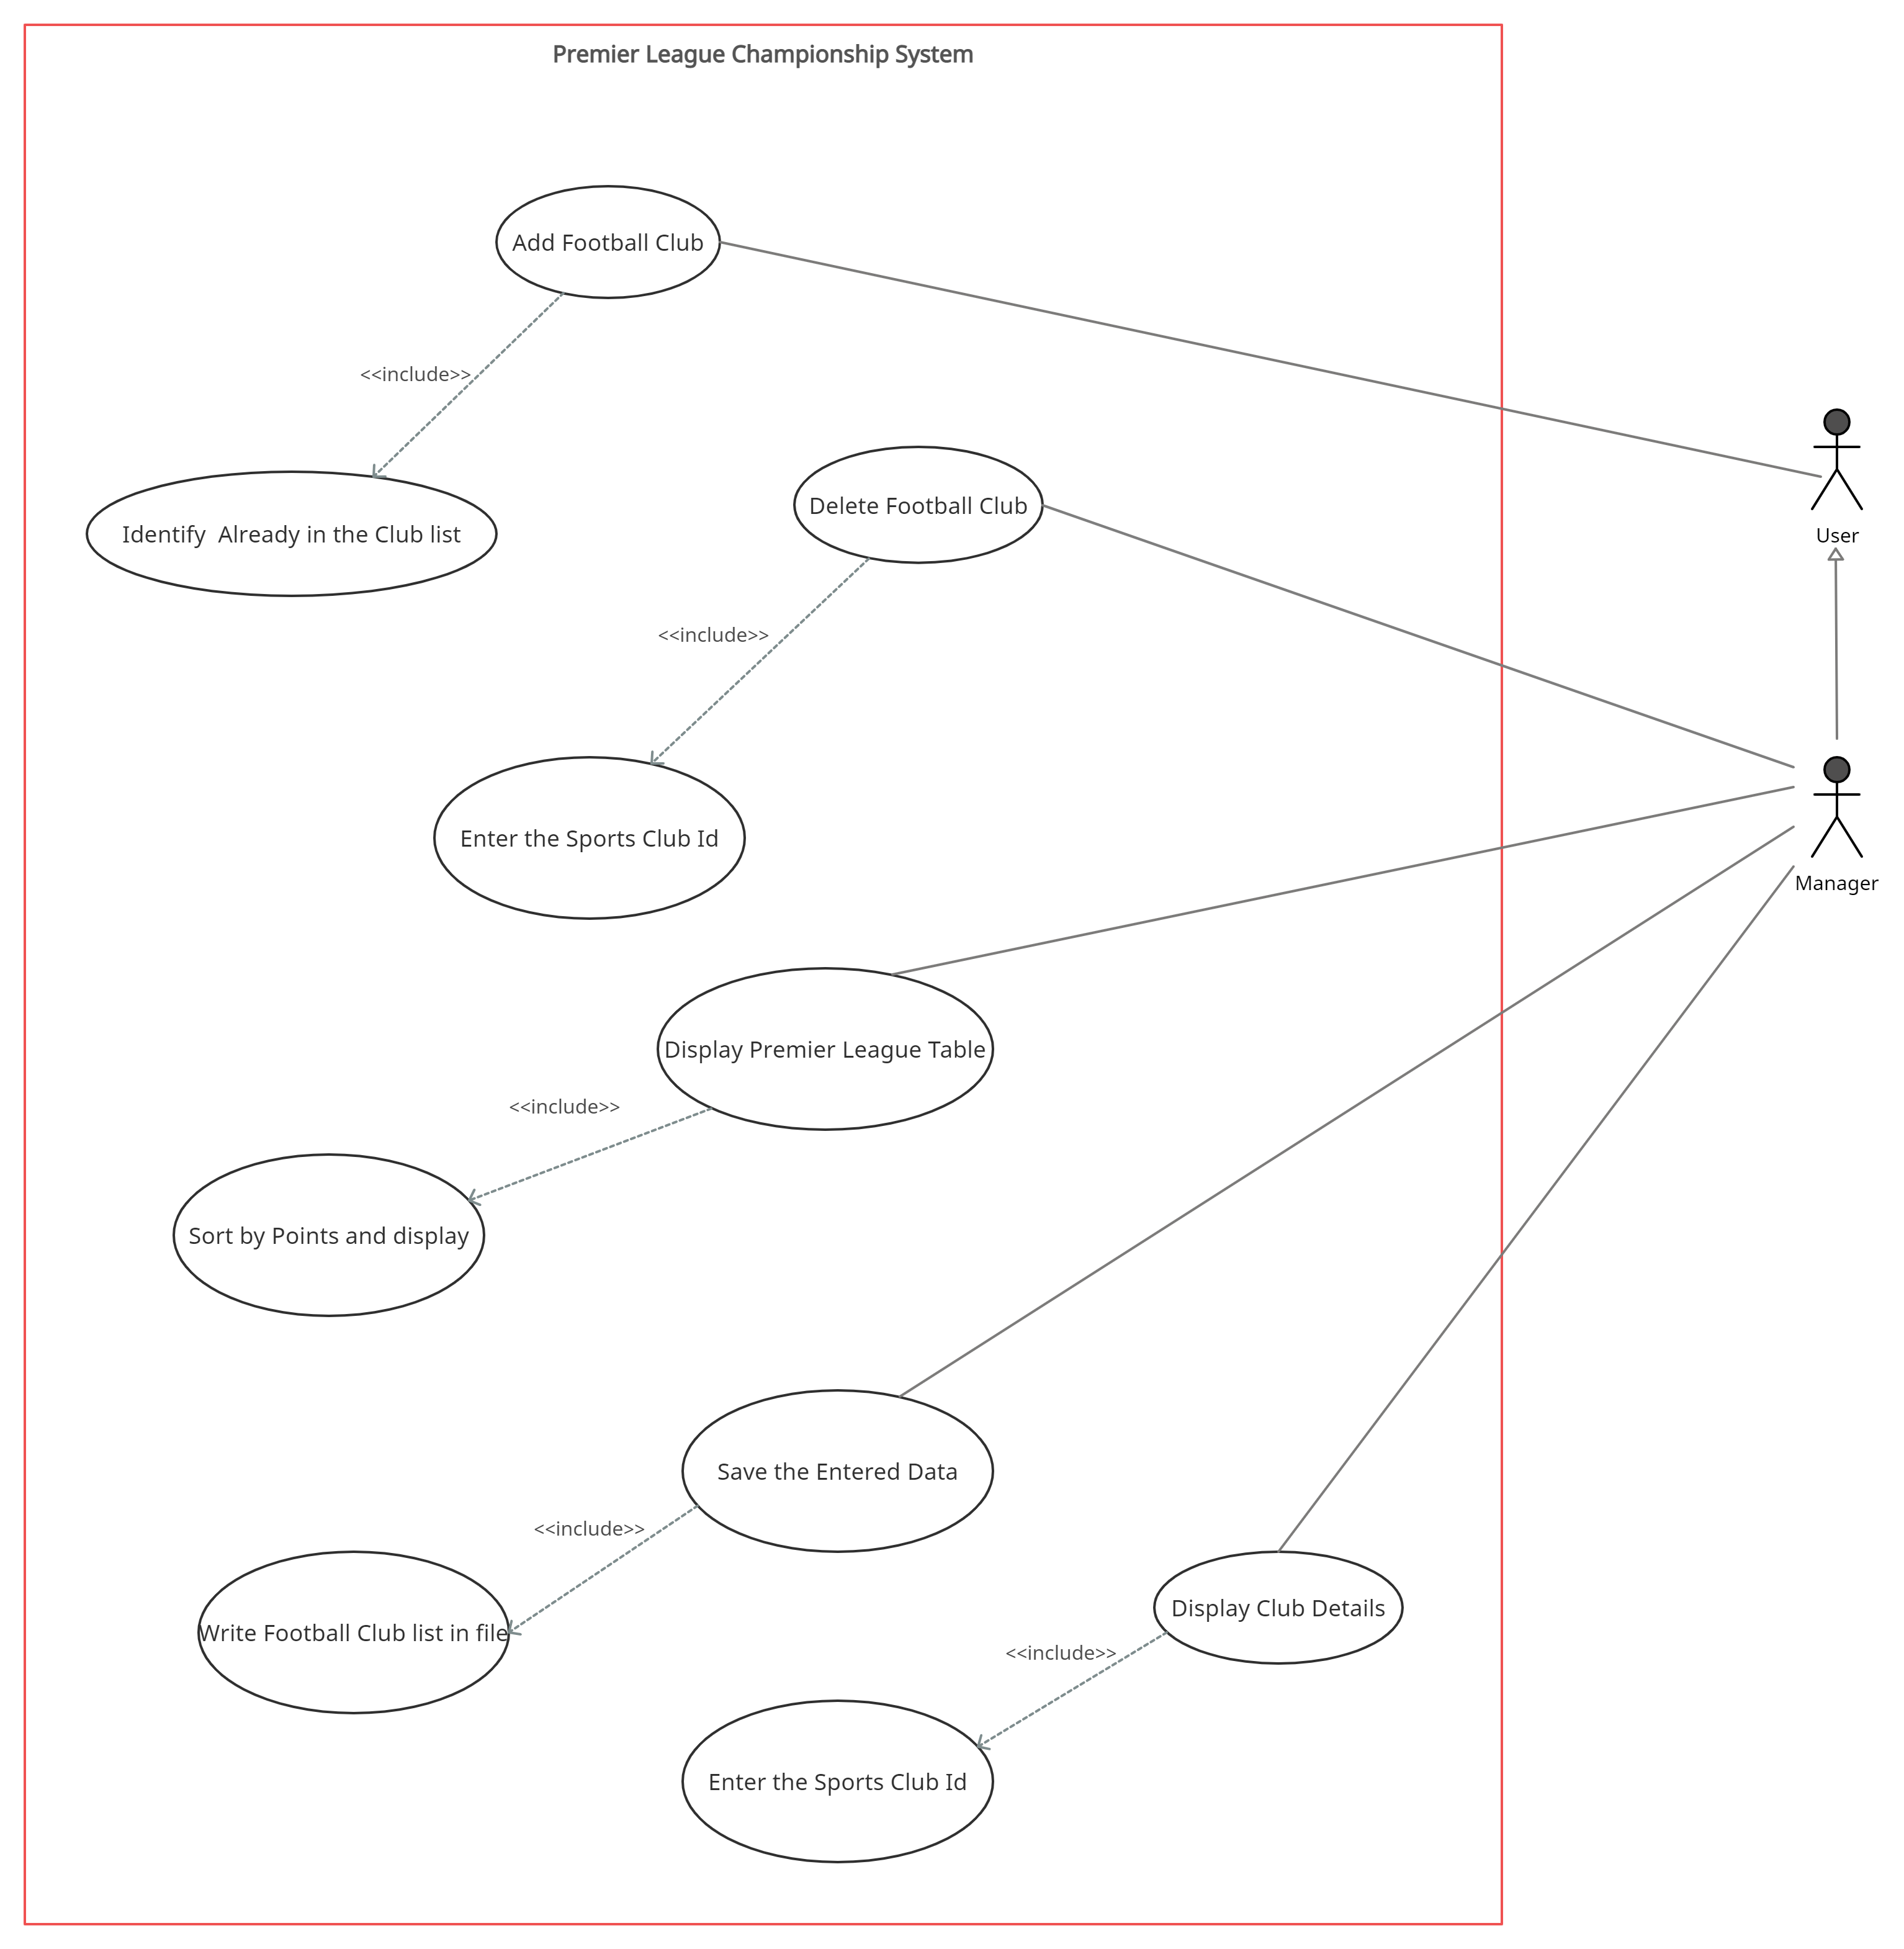 Premier League Championship System
Add Football Club
<<include>>
Identify  Already in the Club list
Delete Football Club
User
<<include>>
Enter the Sports Club Id
Manager
Display Premier League Table
<<include>>
Sort by Points and display
Save the Entered Data
<<include>>
Write Football Club list in file
Display Club Details
<<include>>
Enter the Sports Club Id